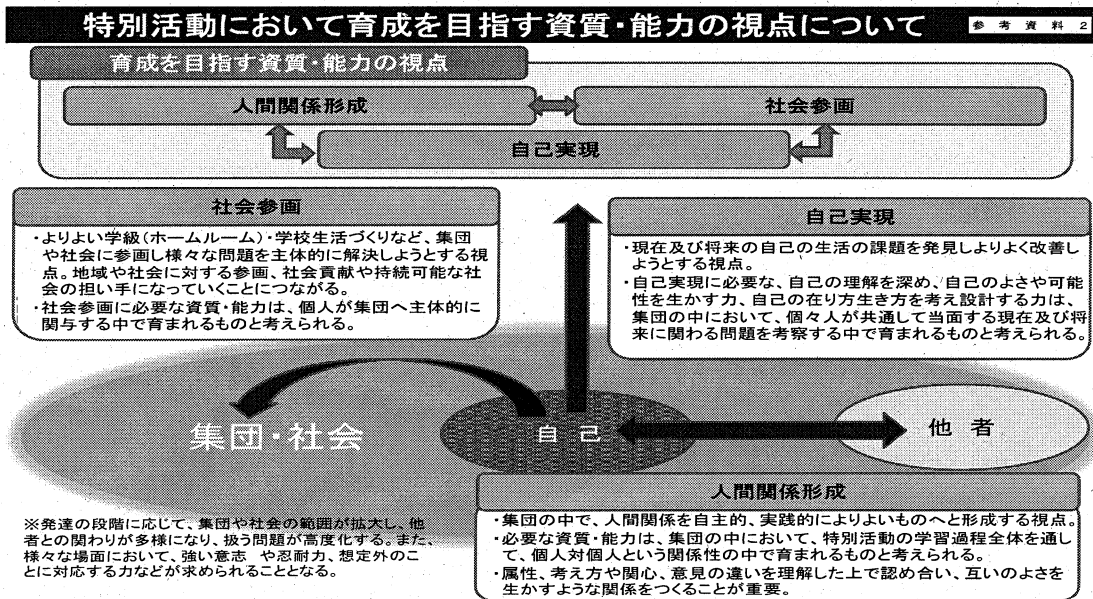 特別活動において育成を目指す資質・能力の視点について
参考資料2
育成を目指す資質・能力の視点
人間関係形成
社会参画
自己実現
社会参画
・よりよい学級(ホームルーム)・学校生活づくりなど、集団
や社会に参画し様々な問題を主体的に解決しようとする視
点。地域や社会に対する参画、社会貢献や持続可能な社
会の担い手になっていくことにつながる。
・社会参画に必要な資質・能力は、個人が集団へ主体的に
関与する中で育まれるものと考えられる。
自己実現
・現在及び将来の自己の生活の課題を発見しよりよく改善し
ようとする視点。
・自己実現に必要な、自己の理解を深め、自己のよさや可能
性を生かす力、自己の在り方生き方を考え設計する力は、
集団の中において、個々人が共通して当面する現在及び将
来に関わる問題を考察する中で育まれるものと考えられる。
集団・社会
自 己
他 者
人間関係形成
・集団の中で、人間関係を自主的、実践的によりよいものへと形成する視点。
・必要な資質・能力は、集団の中において、特別活動の学習過程全体を通し
て、個人対個人という関係性の中で育まれるものと考えられる。
・属性、考え方や関心、意見の違いを理解した上で認め合い、互いのよさを
生かすような関係をつくることが重要。
※発達の段階に応じて、集団や社会の範囲が拡大し、他
者との関わりが多様になり、扱う問題が高度化する。また、
様々な場面において、強い意志 や忍耐力、想定外のこ
とに対応する力などが求められることとなる。